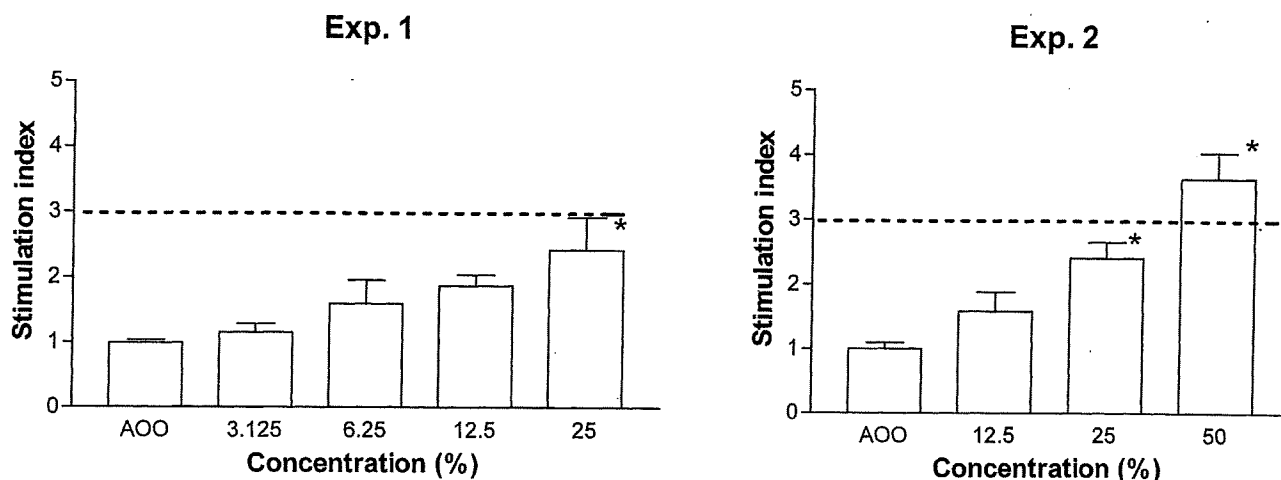 Exp. 1
Stimulation index
5
4
3
2
1
0
*
AOO 3.125 6.25 12.5 25
Concentration (%)
Exp. 2
Stimulation index
5
4
3
2
1
0
*
*
AOO 12.5 25 50
Concentration (%)